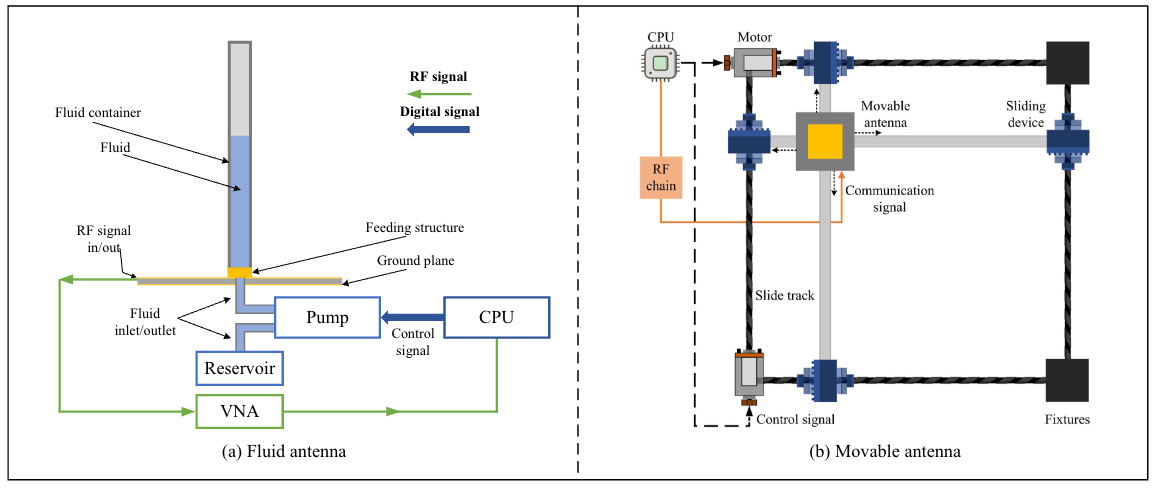 RF signal
Digital signal
Fluid container
Fluid
RF signal
in/out
Feeding structure
Ground plane
Fluid
inlet/outlet
Pump
Control
signal
CPU
Reservoir
VNA
(a) Fluid antenna
CPU
Motor
Movable
antenna
Sliding
device
RF
chain
Communication
signal
Slide track
Control signal
Fixtures
(b) Movable antenna